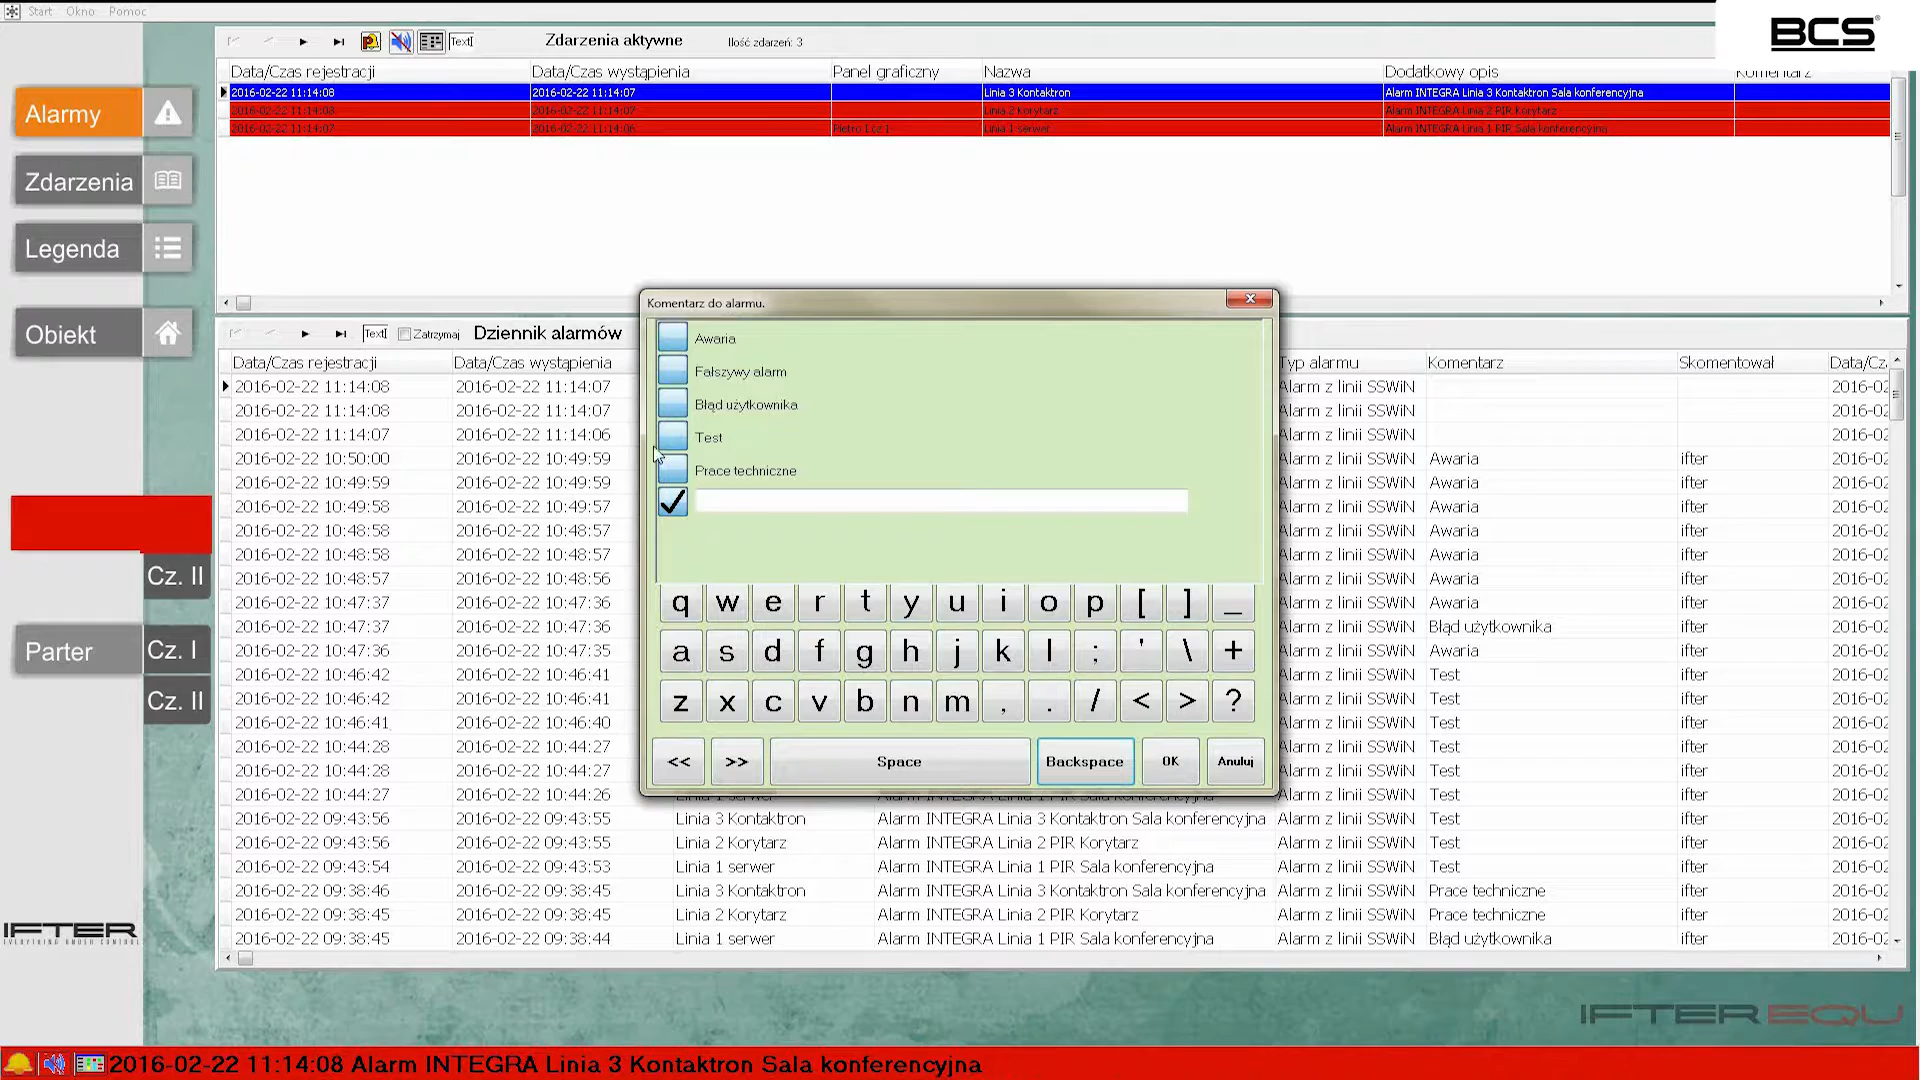 Start Okno Pomoc
BCS
Text Zdarzenia aktywne Ilość zdarzeń: 3
Data/Czas rejestracji Data/Czas wystąpienia Panel graficzny Nazwa Dodatkowy opis Komentarz
2016-02-22 11:14:08 2016-02-22 11:14:07 Linia 3 Kontaktron Alarm INTEGRA Linia 3 Kontaktron Sala konferencyjna
2016-02-22 11:14:08 2016-02-22 11:14:07 Linia 2 Korytarz Alarm INTEGRA Linia 2 PIR Korytarz
2016-02-22 11:14:07 2016-02-22 11:14:06 Piętro I cz I Linia 1 serwer Alarm INTEGRA Linia 1 PIR Sala konferencyjna
Alarmy
Zdarzenia
Legenda
Obiekt
Cz. II
Parter Cz. I
Cz. II
IFTER
EVERYTHING UNDER CONTROL
Komentarz do alarmu.
Awaria
Fałszywy alarm
Błąd użytkownika
Test
Prace techniczne
q w e r t y u i o p [ ] _
a s d f g h j k l ; ' \ +
z x c v b n m , . / < > ?
<< >> Space Backspace OK Anuluj
Text Zatrzymaj Dziennik alarmów
Data/Czas rejestracji Data/Czas wystąpienia Typ alarmu Komentarz Skomentował Data/Cz
2016-02-22 11:14:08 2016-02-22 11:14:07 Alarm z linii SSWiN
2016-02-22 11:14:08 2016-02-22 11:14:07 Alarm z linii SSWiN
2016-02-22 11:14:07 2016-02-22 11:14:06 Alarm z linii SSWiN
2016-02-22 10:50:00 2016-02-22 10:49:59 Alarm z linii SSWiN Awaria ifter 2016-02
2016-02-22 10:49:59 2016-02-22 10:49:59 Alarm z linii SSWiN Awaria ifter 2016-02
2016-02-22 10:49:58 2016-02-22 10:49:57 Alarm z linii SSWiN Awaria ifter 2016-02
2016-02-22 10:48:58 2016-02-22 10:48:57 Alarm z linii SSWiN Awaria ifter 2016-02
2016-02-22 10:48:58 2016-02-22 10:48:57 Alarm z linii SSWiN Awaria ifter 2016-02
2016-02-22 10:48:57 2016-02-22 10:48:56 Alarm z linii SSWiN Awaria ifter 2016-02
2016-02-22 10:47:37 2016-02-22 10:47:36 Alarm z linii SSWiN Awaria ifter 2016-02
2016-02-22 10:47:37 2016-02-22 10:47:36 Alarm z linii SSWiN Błąd użytkownika ifter 2016-02
2016-02-22 10:47:36 2016-02-22 10:47:35 Alarm z linii SSWiN Awaria ifter 2016-02
2016-02-22 10:46:42 2016-02-22 10:46:41 Alarm z linii SSWiN Test ifter 2016-02
2016-02-22 10:46:42 2016-02-22 10:46:41 Alarm z linii SSWiN Test ifter 2016-02
2016-02-22 10:46:41 2016-02-22 10:46:40 Alarm z linii SSWiN Test ifter 2016-02
2016-02-22 10:44:28 2016-02-22 10:44:27 Alarm z linii SSWiN Test ifter 2016-02
2016-02-22 10:44:28 2016-02-22 10:44:27 Alarm z linii SSWiN Test ifter 2016-02
2016-02-22 10:44:27 2016-02-22 10:44:26 Linia 1 serwer Alarm INTEGRA Linia 1 PIR Sala konferencyjna Alarm z linii SSWiN Test ifter 2016-02
2016-02-22 09:43:56 2016-02-22 09:43:55 Linia 3 Kontaktron Alarm INTEGRA Linia 3 Kontaktron Sala konferencyjna Alarm z linii SSWiN Test ifter 2016-02
2016-02-22 09:43:56 2016-02-22 09:43:55 Linia 2 Korytarz Alarm INTEGRA Linia 2 PIR Korytarz Alarm z linii SSWiN Test ifter 2016-02
2016-02-22 09:43:54 2016-02-22 09:43:53 Linia 1 serwer Alarm INTEGRA Linia 1 PIR Sala konferencyjna Alarm z linii SSWiN Test ifter 2016-02
2016-02-22 09:38:46 2016-02-22 09:38:45 Linia 3 Kontaktron Alarm INTEGRA Linia 3 Kontaktron Sala konferencyjna Alarm z linii SSWiN Prace techniczne ifter 2016-02
2016-02-22 09:38:45 2016-02-22 09:38:45 Linia 2 Korytarz Alarm INTEGRA Linia 2 PIR Korytarz Alarm z linii SSWiN Prace techniczne ifter 2016-02
2016-02-22 09:38:45 2016-02-22 09:38:44 Linia 1 serwer Alarm INTEGRA Linia 1 PIR Sala konferencyjna Alarm z linii SSWiN Błąd użytkownika ifter 2016-02
IFTER EQU
2016-02-22 11:14:08 Alarm INTEGRA Linia 3 Kontaktron Sala konferencyjna